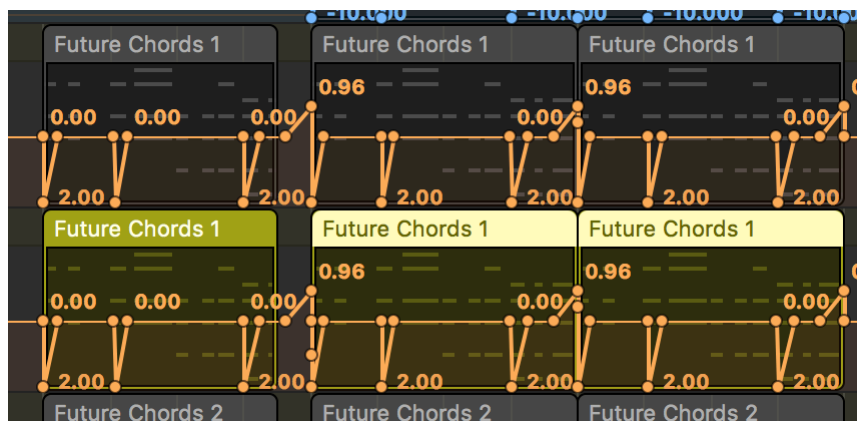 -10.000 -10.000 -10.000 -10.0
Future Chords 1 Future Chords 1 Future Chords 1
0.96 0.96
0.00 0.00 0.00 0.00 0.00
2.00 2.00 2.00 2.00 2.00 2.00
Future Chords 1 Future Chords 1 Future Chords 1
0.96 0.96
0.00 0.00 0.00 0.00 0.00
2.00 2.00 2.00 2.00 2.00 2.00
Future Chords 2 Future Chords 2 Future Chords 2